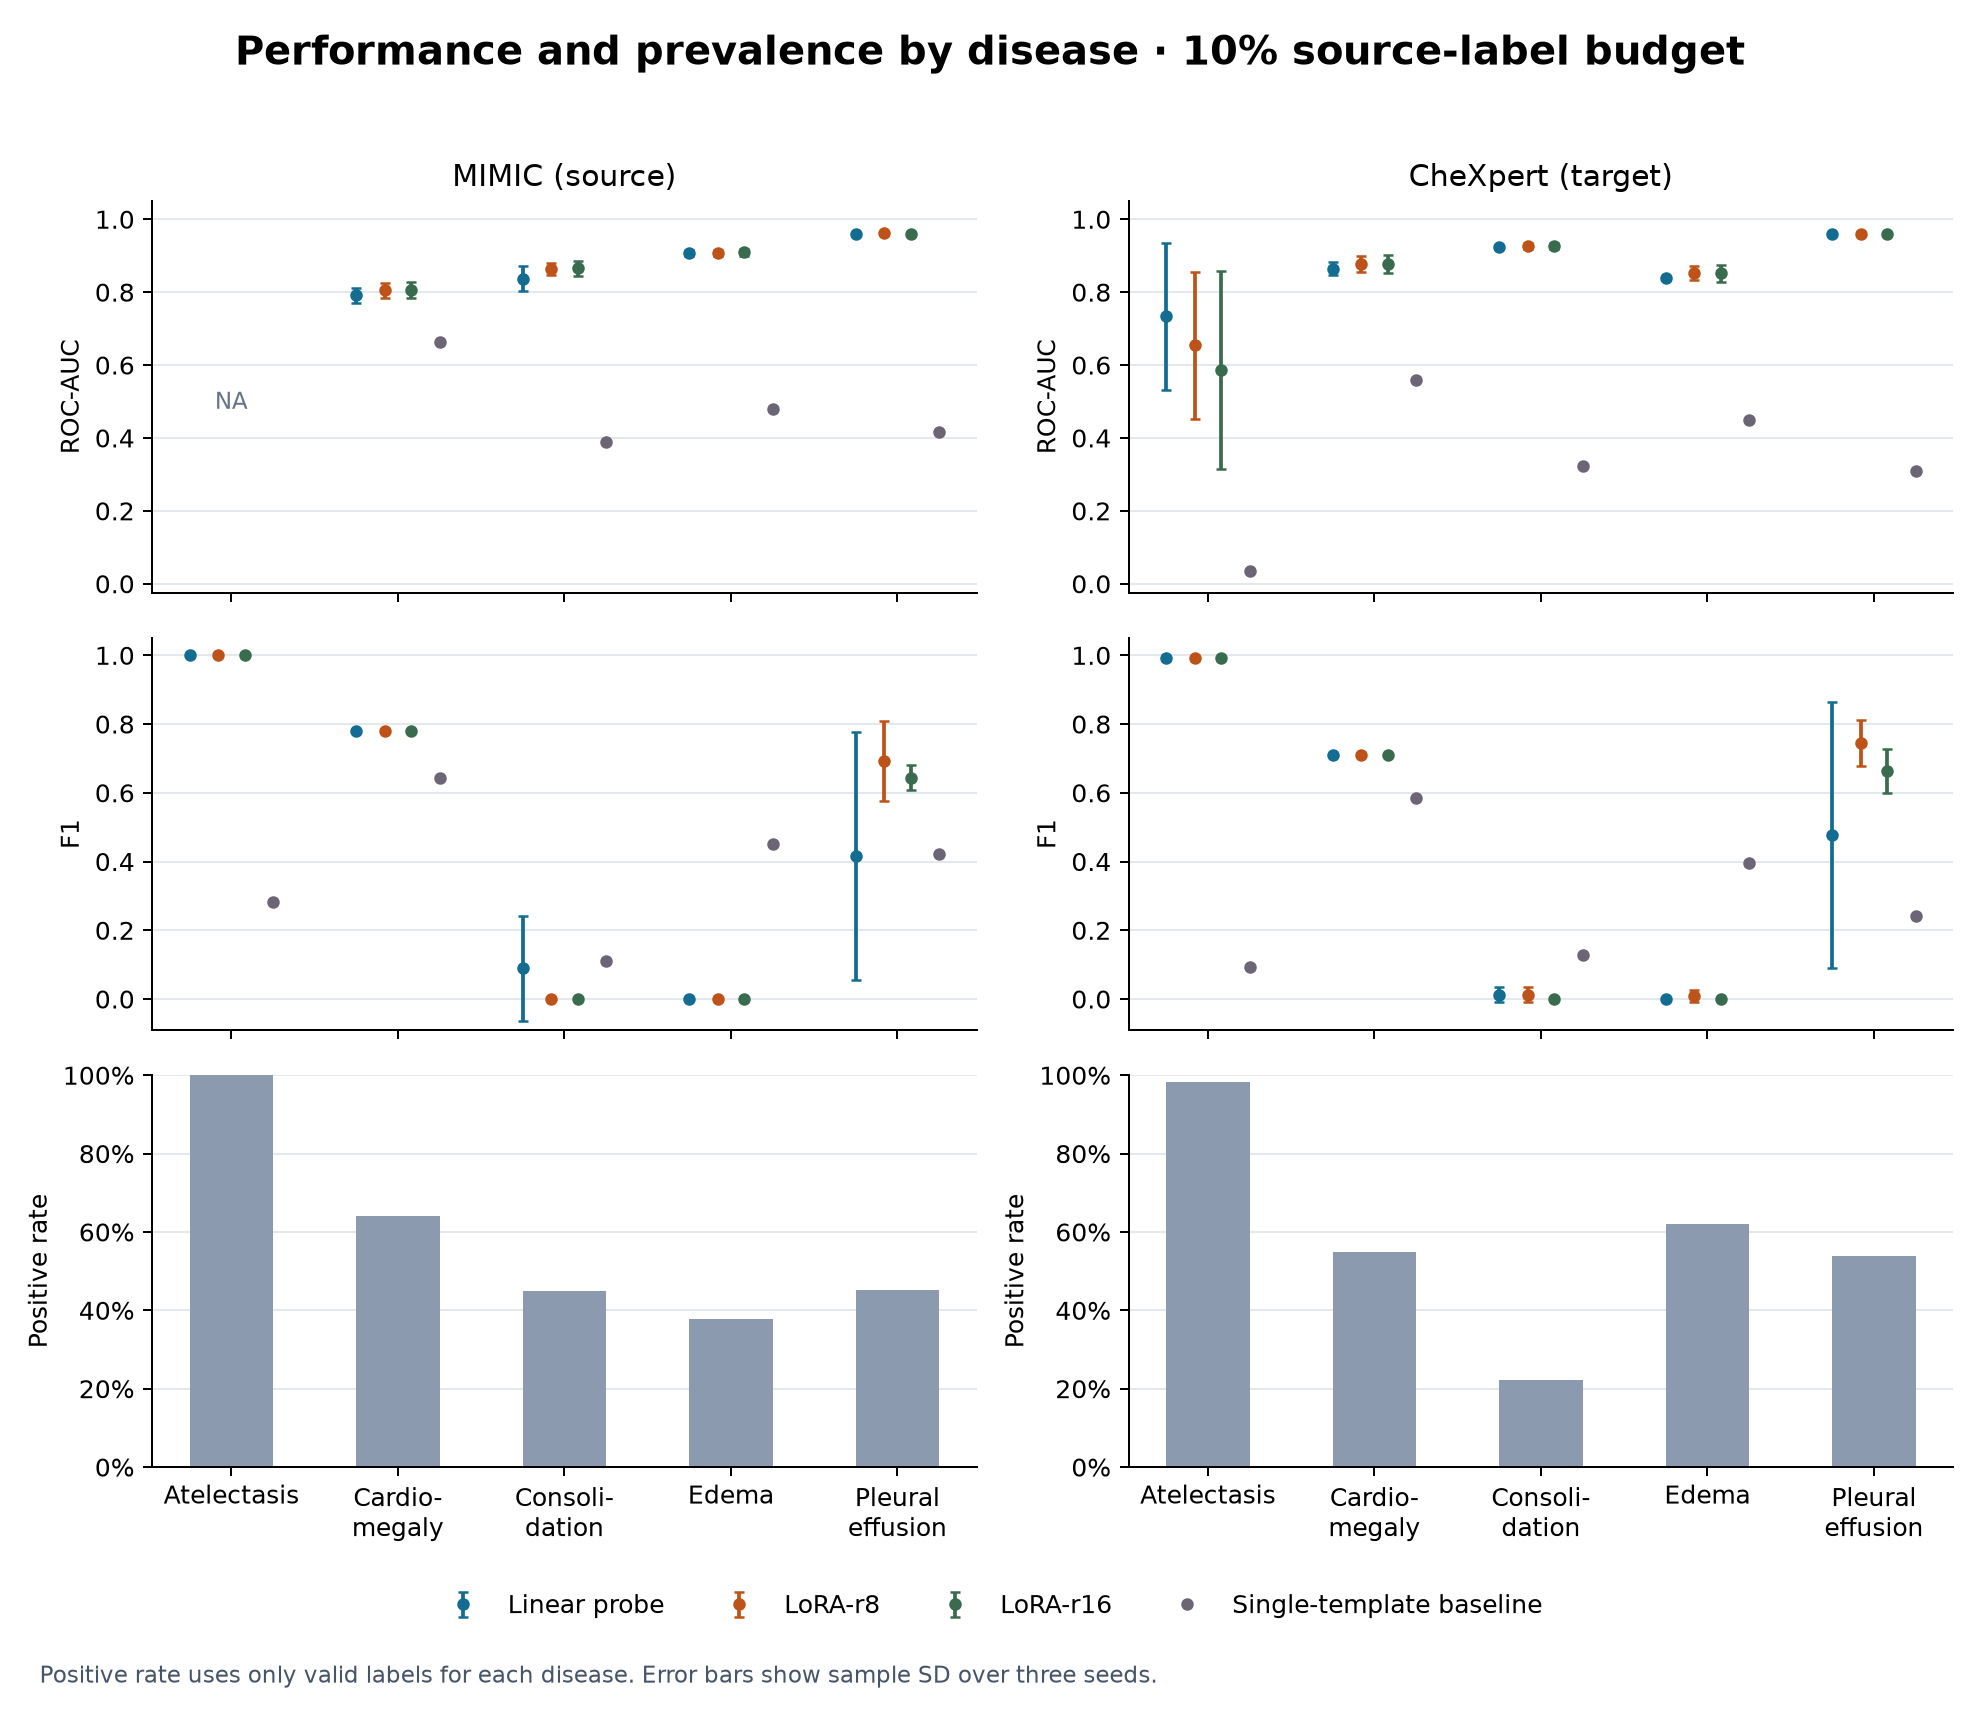 Performance and prevalence by disease · 10% source-label budget
MIMIC (source)
CheXpert (target)
ROC-AUC
1.0
0.8
0.6
0.4
0.2
0.0
NA
ROC-AUC
1.0
0.8
0.6
0.4
0.2
0.0
F1
1.0
0.8
0.6
0.4
0.2
0.0
F1
1.0
0.8
0.6
0.4
0.2
0.0
Positive rate
100%
80%
60%
40%
20%
0%
Atelectasis
Cardio-
megaly
Consoli-
dation
Edema
Pleural
effusion
Positive rate
100%
80%
60%
40%
20%
0%
Atelectasis
Cardio-
megaly
Consoli-
dation
Edema
Pleural
effusion
Linear probe
LoRA-r8
LoRA-r16
Single-template baseline
Positive rate uses only valid labels for each disease. Error bars show sample SD over three seeds.